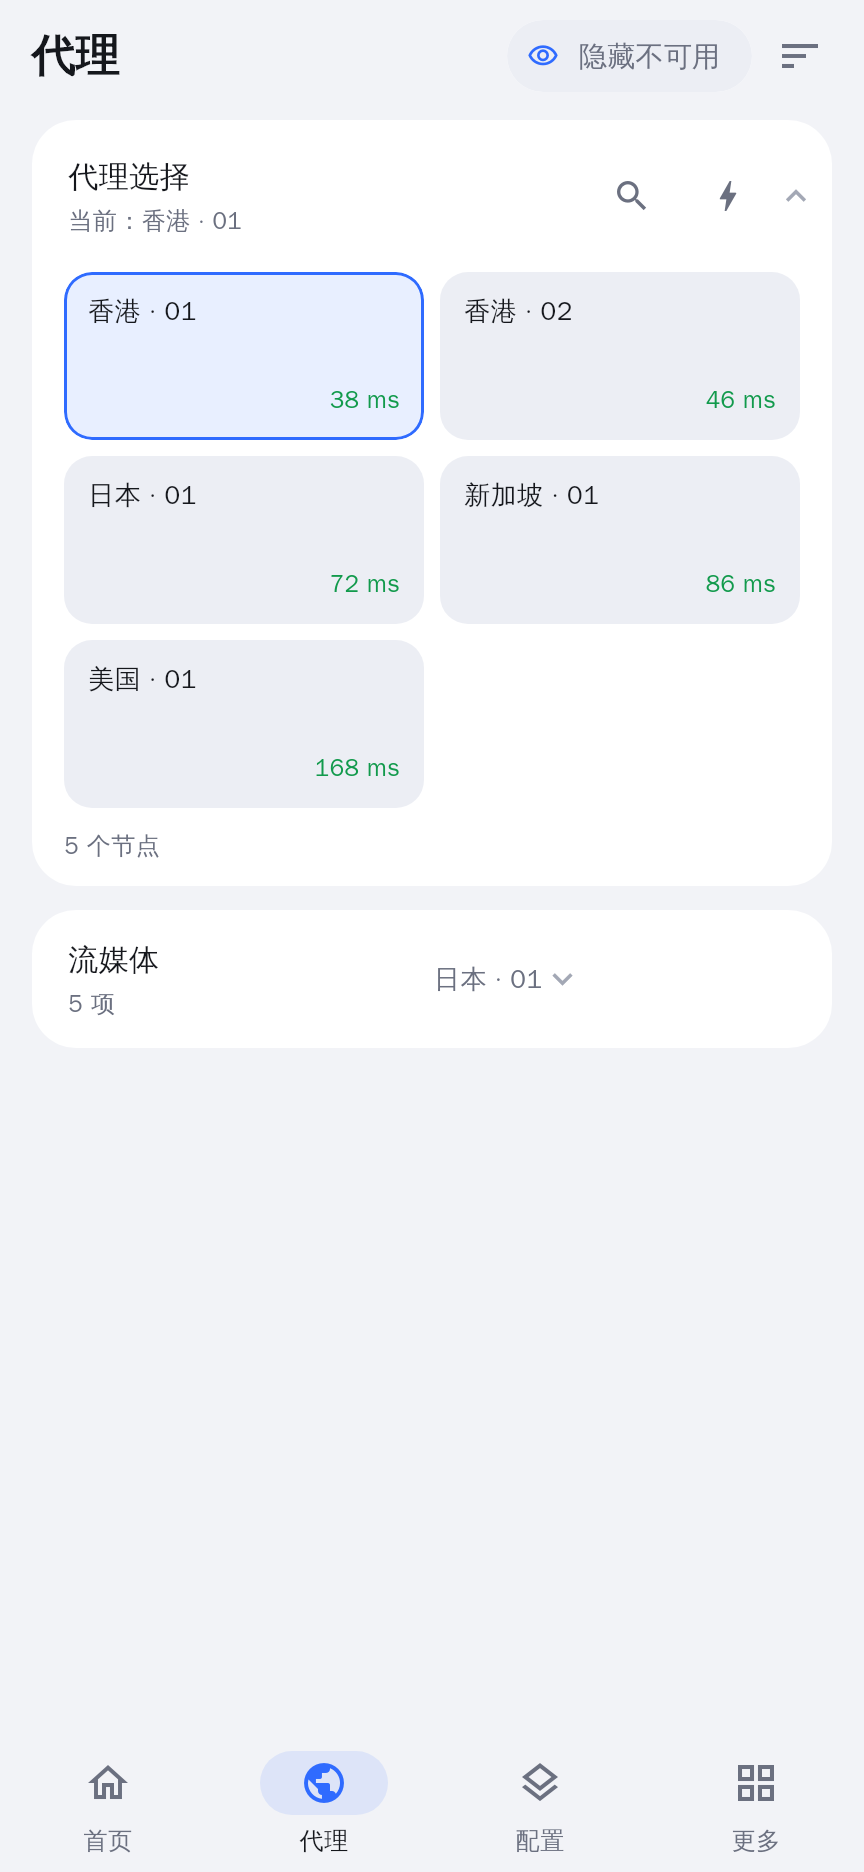 代理
隐藏不可用
代理选择
当前：香港 · 01
香港 · 01
38 ms
香港 · 02
46 ms
日本 · 01
72 ms
新加坡 · 01
86 ms
美国 · 01
168 ms
5 个节点
流媒体
5 项
日本 · 01
首页
代理
配置
更多